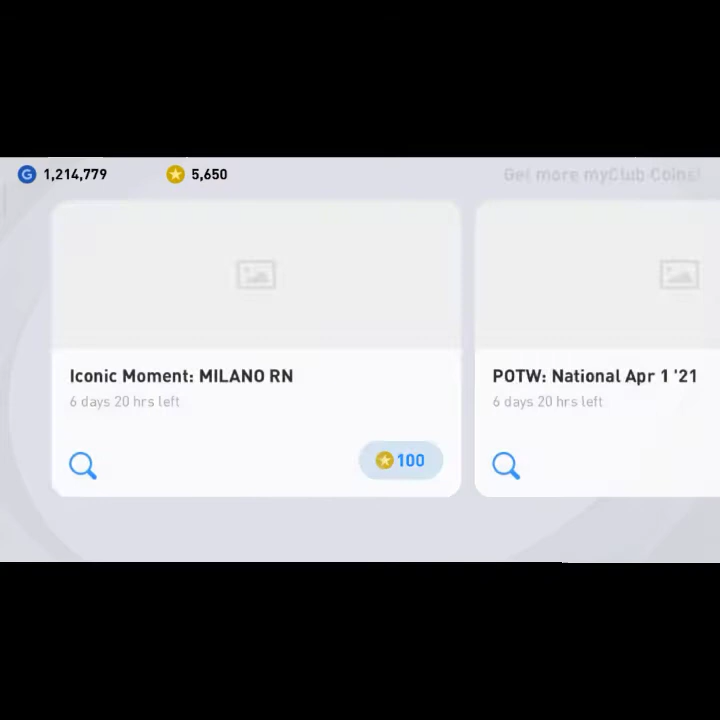 G 1,214,779
5,650
Get more myClub Coins!
Iconic Moment: MILANO RN
6 days 20 hrs left
100
POTW: National Apr 1 '21
6 days 20 hrs left